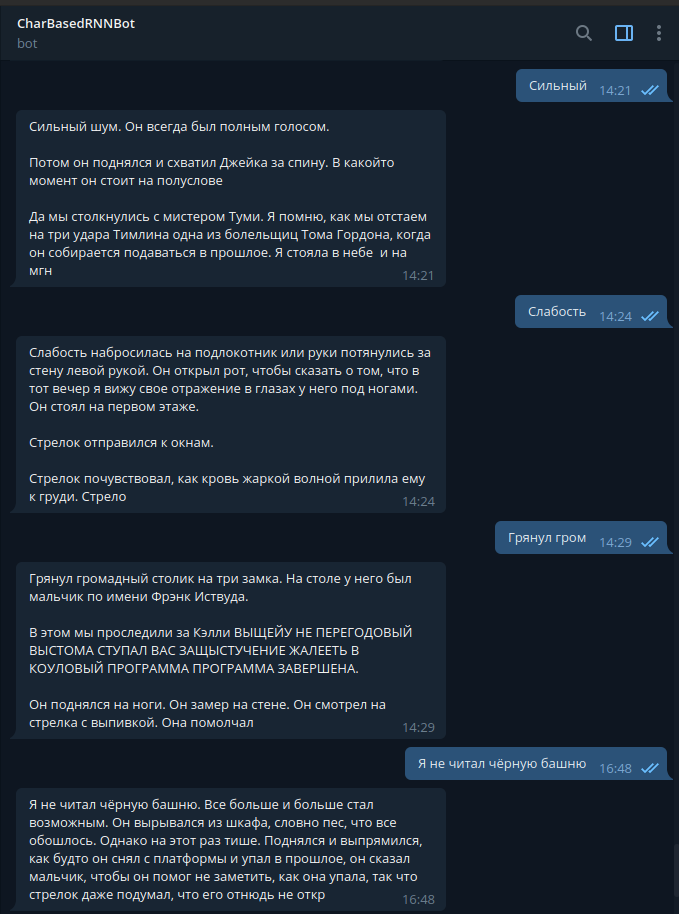 CharBasedRNNBot
bot
Сильный 14:21
Сильный шум. Он всегда был полным голосом.
Потом он поднялся и схватил Джейка за спину. В какойто
момент он стоит на полуслове
Да мы столкнулись с мистером Туми. Я помню, как мы отстаем
на три удара Тимлина одна из болельщиц Тома Гордона, когда
он собирается подаваться в прошлое. Я стояла в небе  и на
мгн 14:21
Слабость 14:24
Слабость набросилась на подлокотник или руки потянулись за
стену левой рукой. Он открыл рот, чтобы сказать о том, что в
тот вечер я вижу свое отражение в глазах у него под ногами.
Он стоял на первом этаже.
Стрелок отправился к окнам.
Стрелок почувствовал, как кровь жаркой волной прилила ему
к груди. Стрело 14:24
Грянул гром 14:29
Грянул громадный столик на три замка. На столе у него был
мальчик по имени Фрэнк Иствуда.
В этом мы проследили за Кэлли ВЫЩЕЙУ НЕ ПЕРЕГОДОВЫЙ
ВЫСТОМА СТУПАЛ ВАС ЗАЩЫСТУЧЕНИЕ ЖАЛЕЕТЬ В
КОУЛОВЫЙ ПРОГРАММА ПРОГРАММА ЗАВЕРШЕНА.
Он поднялся на ноги. Он замер на стене. Он смотрел на
стрелка с выпивкой. Она помолчал 14:29
Я не читал чёрную башню 16:48
Я не читал чёрную башню. Все больше и больше стал
возможным. Он вырывался из шкафа, словно пес, что все
обошлось. Однако на этот раз тише. Поднялся и выпрямился,
как будто он снял с платформы и упал в прошлое, он сказал
мальчик, чтобы он помог не заметить, как она упала, так что
стрелок даже подумал, что его отнюдь не откр 16:48